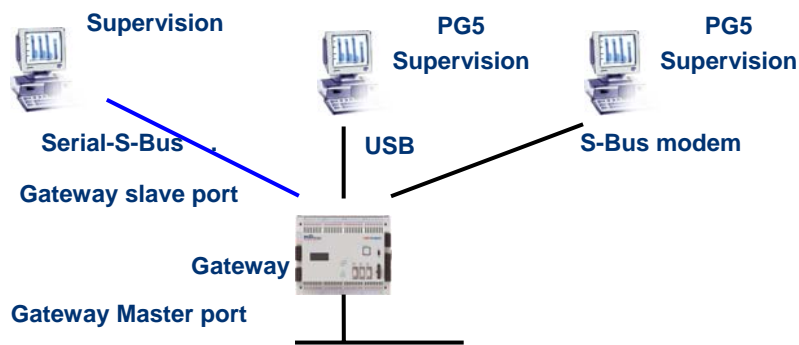 Supervision
PG5
Supervision
PG5
Supervision
Serial-S-Bus .
USB
S-Bus modem
Gateway slave port
Gateway
Gateway Master port